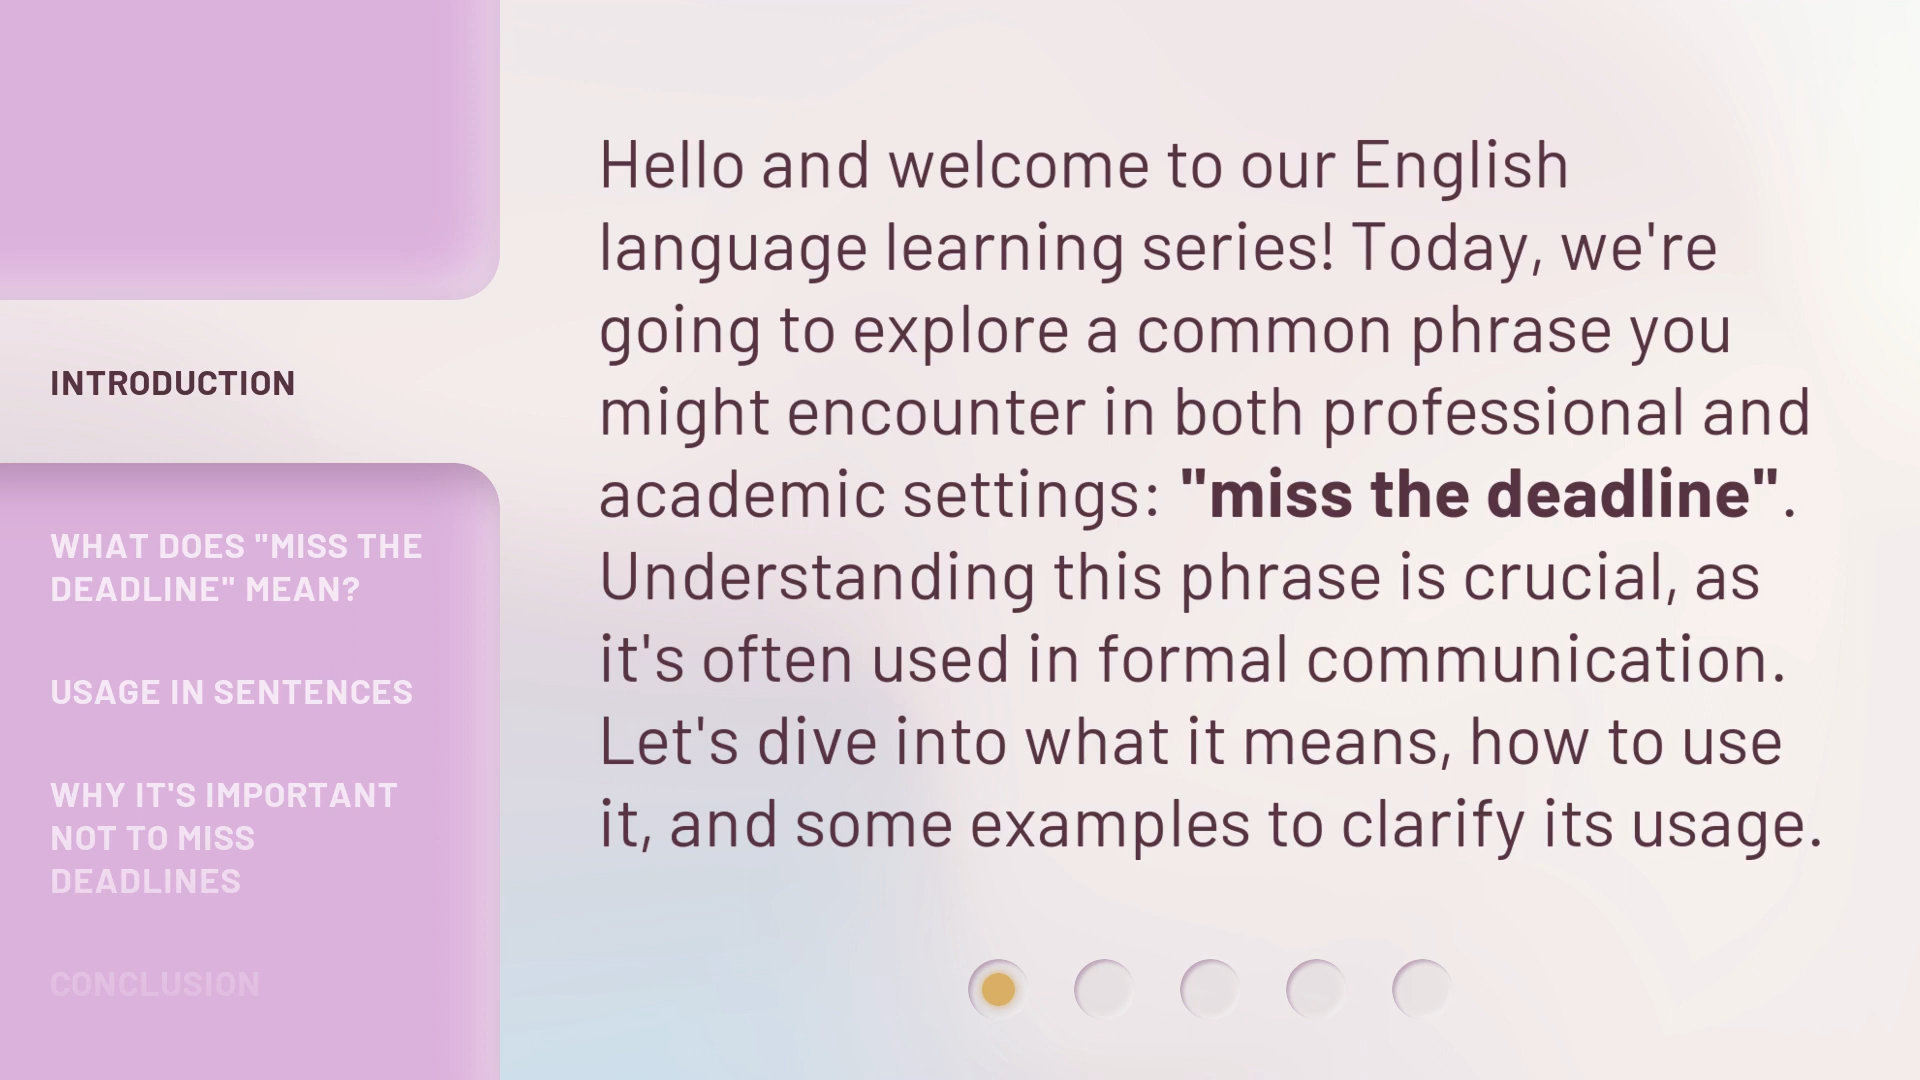 INTRODUCTION
WHAT DOES "MISS THE
DEADLINE" MEAN?
USAGE IN SENTENCES
WHY IT'S IMPORTANT
NOT TO MISS
DEADLINES
CONCLUSION
Hello and welcome to our English
language learning series! Today, we're
going to explore a common phrase you
might encounter in both professional and
academic settings: "miss the deadline".
Understanding this phrase is crucial, as
it's often used in formal communication.
Let's dive into what it means, how to use
it, and some examples to clarify its usage.